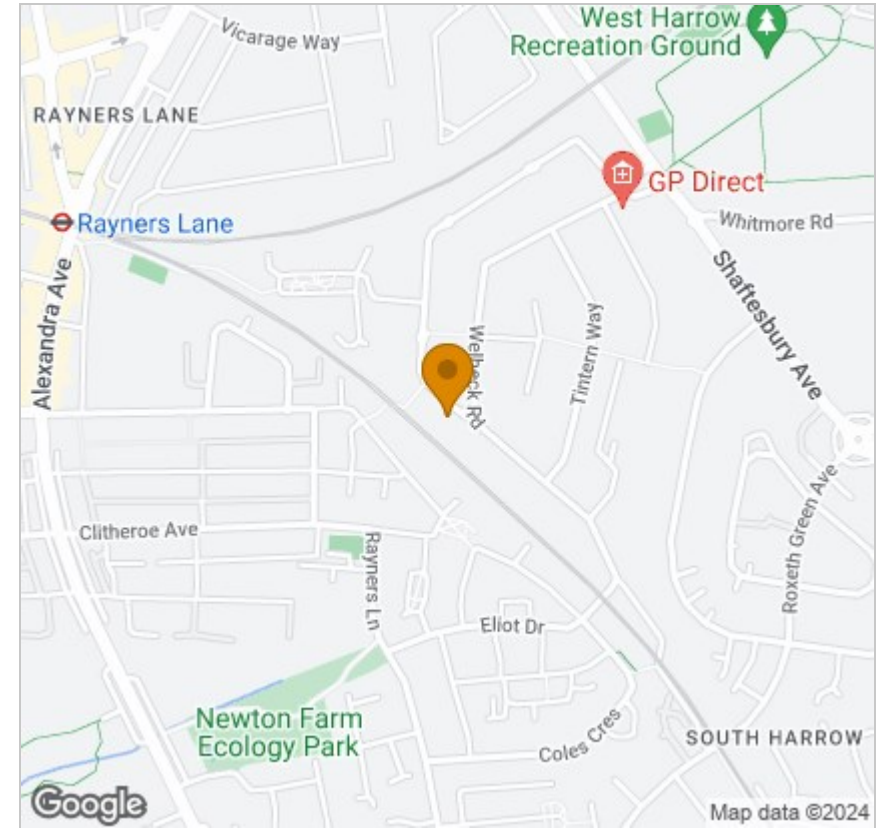 West Harrow
Recreation Ground
Vicarage Way
RAYNERS LANE
GP Direct
Rayners Lane
Whitmore Rd
Alexandra Ave
Shaftesbury Ave
Welbeck Rd
Tintern Way
Clitheroe Ave
Rayners Ln
Roxeth Green Ave
Eliot Dr
Newton Farm
Ecology Park
Coles Cres
SOUTH HARROW
Google
Map data ©2024